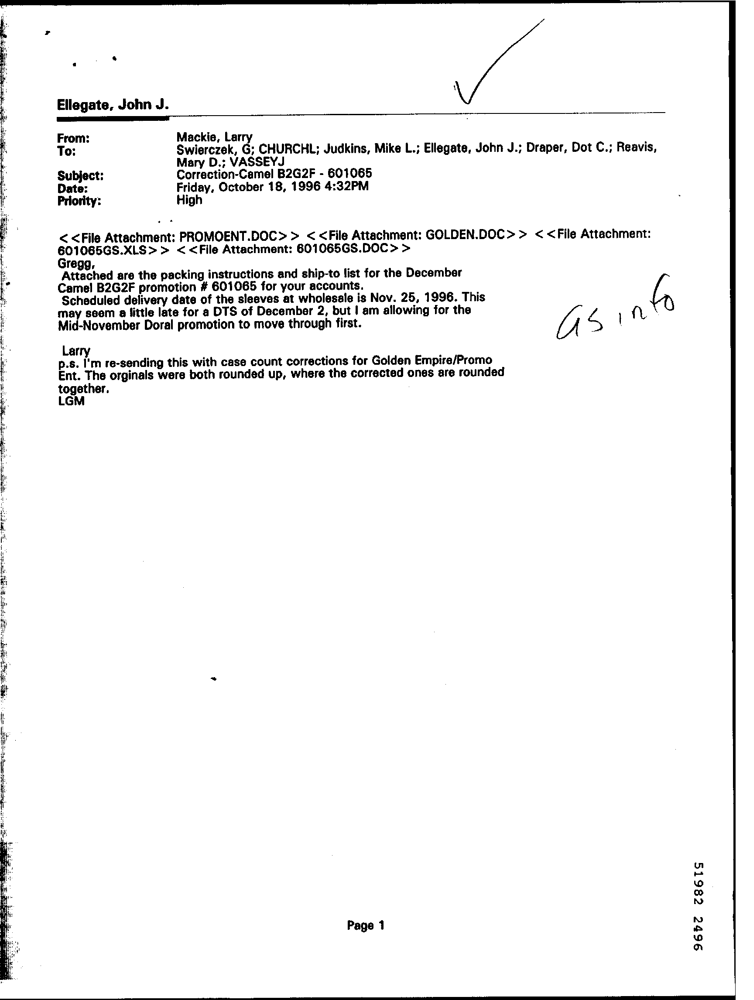 Ellegate, John J.
From: Mackie, Larry
To: Swierczek, G; CHURCHL; Judkins, Mike L.; Ellegate, John J.; Draper, Dot C.; Reavis,
Mary D.; VASSEYJ
Subject: Correction-Camel B2G2F - 601065
Date: Friday, October 18, 1996 4:32PM
Priority: High
< <File Attachment: PROMOENT.DOC> > < <File Attachment: GOLDEN.DOC> > < <File Attachment:
601065GS.XLS> > < <File Attachment: 601065GS.DOC> >
Gregg,
Attached are the packing instructions and ship-to list for the December
Camel B2G2F promotion # 601065 for your accounts.
Scheduled delivery date of the sleeves at wholesale is Nov. 25, 1996. This
may seem a little late for a DTS of December 2, but I am allowing for the
Mid-November Doral promotion to move through first.
as info
Larry
p.s. I'm re-sending this with case count corrections for Golden Empire/Promo
Ent. The orginals were both rounded up, where the corrected ones are rounded
together.
LGM
Page 1
51982 2496